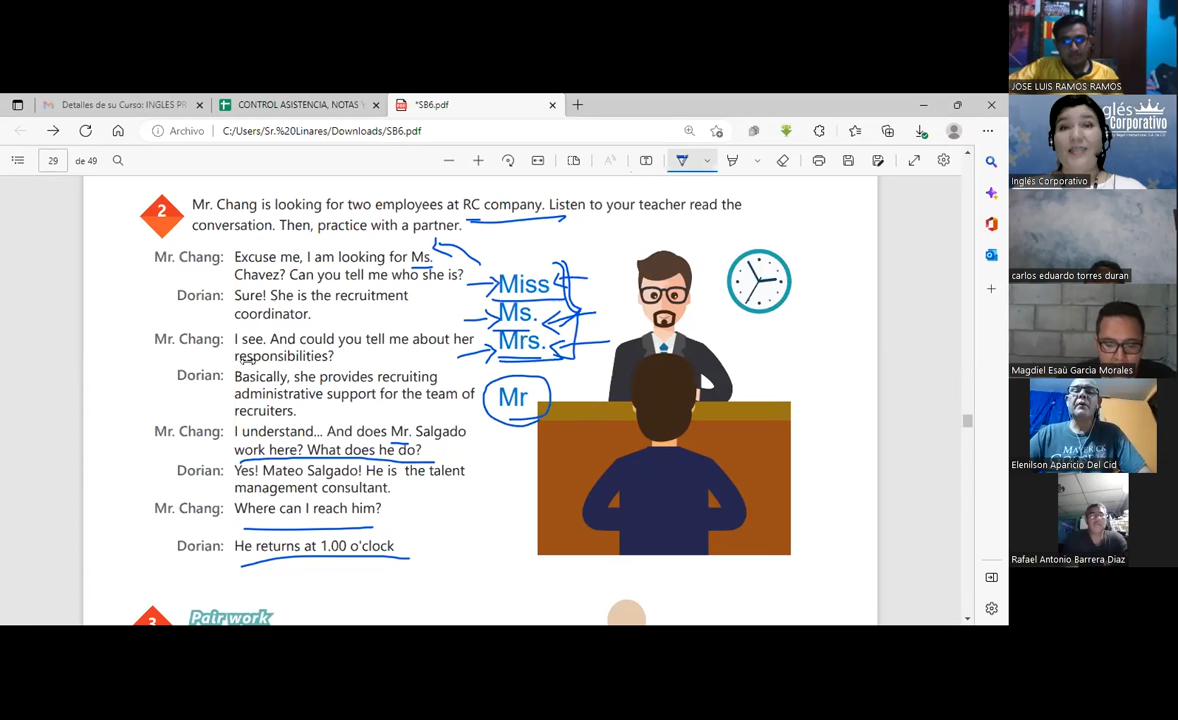 Detalles de su Curso: INGLES PR
CONTROL ASISTENCIA, NOTAS Y
*SB6.pdf
Archivo
C:/Users/Sr.%20Linares/Downloads/SB6.pdf
29
de 49
2
Mr. Chang is looking for two employees at RC company. Listen to your teacher read the
conversation. Then, practice with a partner.
Mr. Chang: Excuse me, I am looking for Ms.
Chavez? Can you tell me who she is?
Dorian: Sure! She is the recruitment
coordinator.
Mr. Chang: I see. And could you tell me about her
responsibilities?
Dorian: Basically, she provides recruiting
administrative support for the team of
recruiters.
Mr. Chang: I understand... And does Mr. Salgado
work here? What does he do?
Dorian: Yes! Mateo Salgado! He is the talent
management consultant.
Mr. Chang: Where can I reach him?
Dorian: He returns at 1.00 o'clock
Miss
Ms.
Mrs.
Mr
3
Pair work
JOSE LUIS RAMOS RAMOS
Inglés Corporativo
carlos eduardo torres duran
Magdiel Esaú Garcia Morales
Elenilson Aparicio Del Cid
Rafael Antonio Barrera Diaz